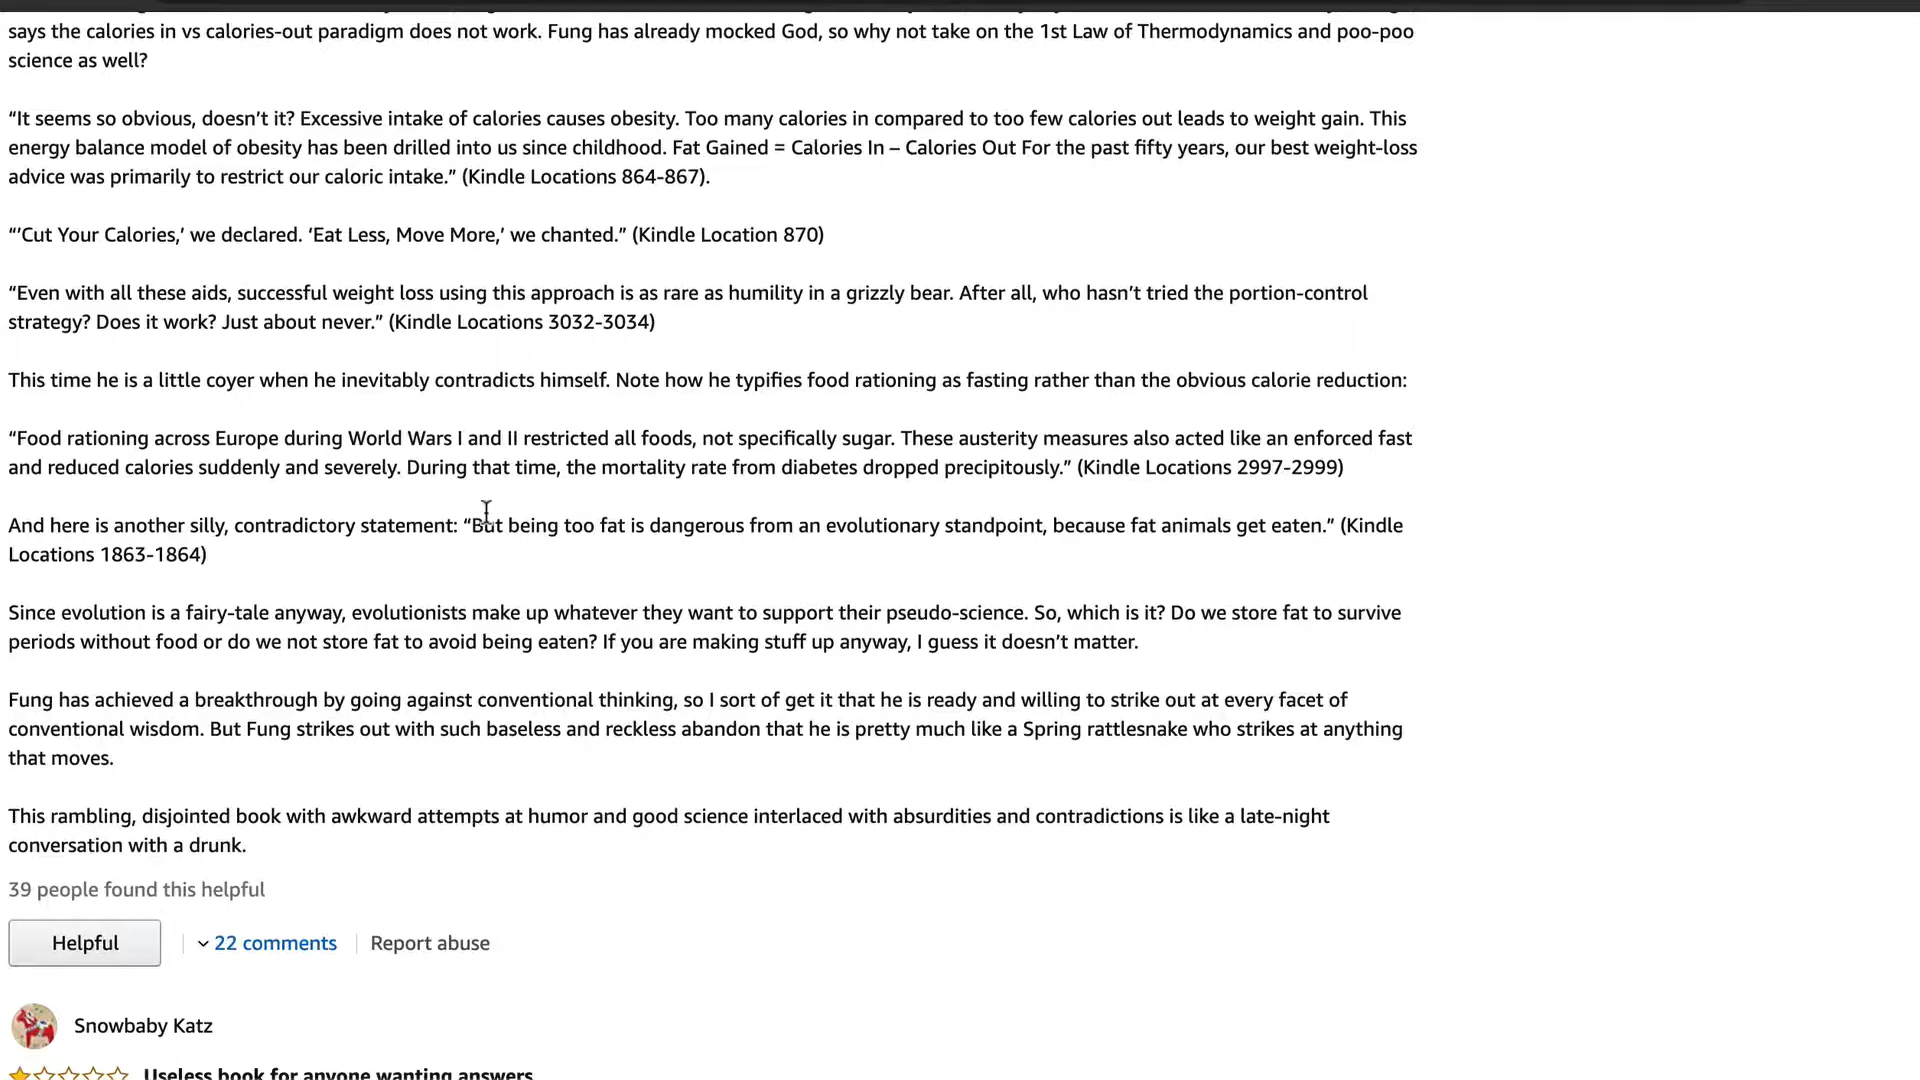 says the calories in vs calories-out paradigm does not work. Fung has already mocked God, so why not take on the 1st Law of Thermodynamics and poo-poo
science as well?
“It seems so obvious, doesn’t it? Excessive intake of calories causes obesity. Too many calories in compared to too few calories out leads to weight gain. This
energy balance model of obesity has been drilled into us since childhood. Fat Gained = Calories In – Calories Out For the past fifty years, our best weight-loss
advice was primarily to restrict our caloric intake.” (Kindle Locations 864-867).
“’Cut Your Calories,’ we declared. ‘Eat Less, Move More,’ we chanted.” (Kindle Location 870)
“Even with all these aids, successful weight loss using this approach is as rare as humility in a grizzly bear. After all, who hasn’t tried the portion-control
strategy? Does it work? Just about never.” (Kindle Locations 3032-3034)
This time he is a little coyer when he inevitably contradicts himself. Note how he typifies food rationing as fasting rather than the obvious calorie reduction:
“Food rationing across Europe during World Wars I and II restricted all foods, not specifically sugar. These austerity measures also acted like an enforced fast
and reduced calories suddenly and severely. During that time, the mortality rate from diabetes dropped precipitously.” (Kindle Locations 2997-2999)
And here is another silly, contradictory statement: “But being too fat is dangerous from an evolutionary standpoint, because fat animals get eaten.” (Kindle
Locations 1863-1864)
Since evolution is a fairy-tale anyway, evolutionists make up whatever they want to support their pseudo-science. So, which is it? Do we store fat to survive
periods without food or do we not store fat to avoid being eaten? If you are making stuff up anyway, I guess it doesn’t matter.
Fung has achieved a breakthrough by going against conventional thinking, so I sort of get it that he is ready and willing to strike out at every facet of
conventional wisdom. But Fung strikes out with such baseless and reckless abandon that he is pretty much like a Spring rattlesnake who strikes at anything
that moves.
This rambling, disjointed book with awkward attempts at humor and good science interlaced with absurdities and contradictions is like a late-night
conversation with a drunk.
39 people found this helpful
Helpful
22 comments
Report abuse
Snowbaby Katz
Useless book for anyone wanting answers